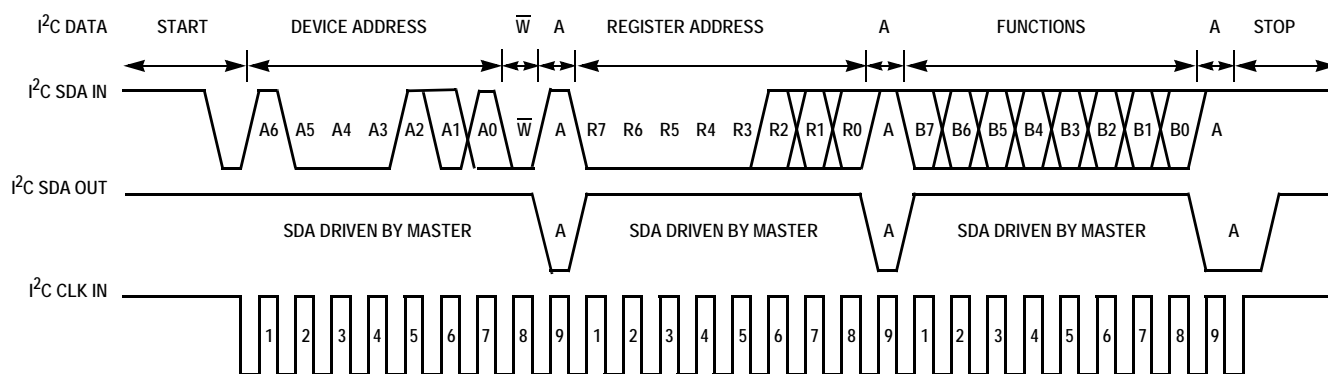 I²C DATA START DEVICE ADDRESS W̅ A REGISTER ADDRESS A FUNCTIONS A STOP
I²C SDA IN
A6 A5 A4 A3 A2 A1 A0 W̅ A R7 R6 R5 R4 R3 R2 R1 R0 A B7 B6 B5 B4 B3 B2 B1 B0 A
I²C SDA OUT
SDA DRIVEN BY MASTER A SDA DRIVEN BY MASTER A SDA DRIVEN BY MASTER A
I²C CLK IN
1 2 3 4 5 6 7 8 9 1 2 3 4 5 6 7 8 9 1 2 3 4 5 6 7 8 9